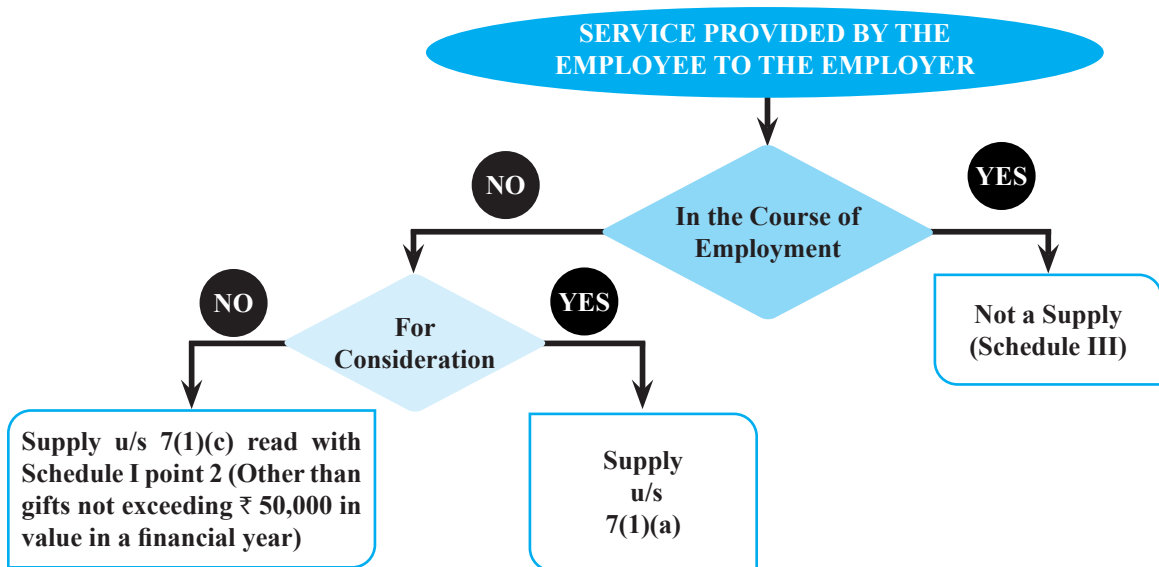 SERVICE PROVIDED BY THE
EMPLOYEE TO THE EMPLOYER
NO
YES
In the Course of
Employment
NO
YES
For
Consideration
Not a Supply
(Schedule III)
Supply u/s 7(1)(c) read with
Schedule I point 2 (Other than
gifts not exceeding ₹ 50,000 in
value in a financial year)
Supply
u/s
7(1)(a)